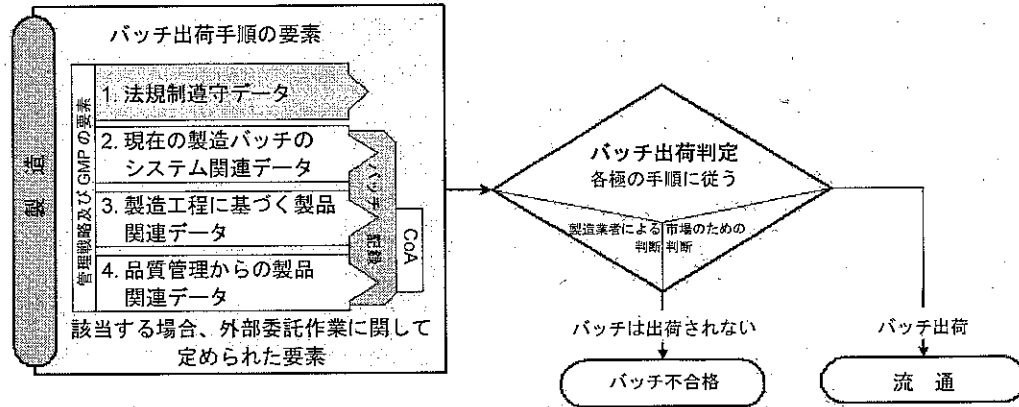 製造
バッチ出荷手順の要素
管理戦略及び GMP の要素
1. 法規制遵守データ
2. 現在の製造バッチの
システム関連データ
3. 製造工程に基づく製品
関連データ
4. 品質管理からの製品
関連データ
バッチ記録
CoA
該当する場合、外部委託作業に関して
定められた要素
バッチ出荷判定
各極の手順に従う
製造業者による
判断
市場のための
判断
バッチは出荷されない
バッチ出荷
バッチ不合格
流 通